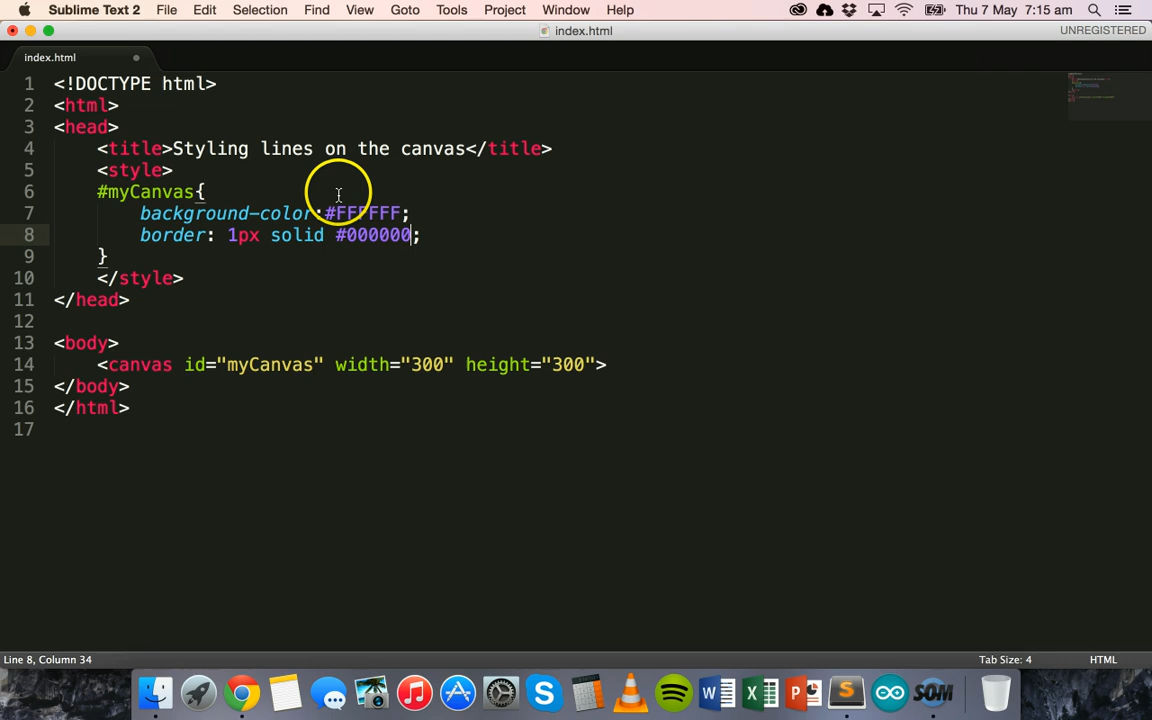 Sublime Text 2 File Edit Selection Find View Goto Tools Project Window Help Thu 7 May 7:15 am
index.html UNREGISTERED
index.html
1 <!DOCTYPE html>
2 <html>
3 <head>
4 <title>Styling lines on the canvas</title>
5 <style>
6 #myCanvas{
7 background-color:#FFFFFF;
8 border: 1px solid #000000;
9 }
10 </style>
11 </head>
12
13 <body>
14 <canvas id="myCanvas" width="300" height="300">
15 </body>
16 </html>
17
Line 8, Column 34 Tab Size: 4 HTML
SOM